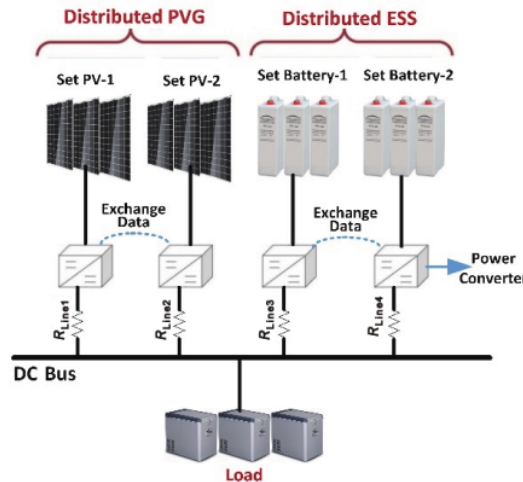 Distributed PVG
Distributed ESS
Set PV-1
Set PV-2
Set Battery-1
Set Battery-2
Exchange
Data
Exchange
Data
Power
Converter
RLine1
RLine2
RLine3
RLine4
DC Bus
Load